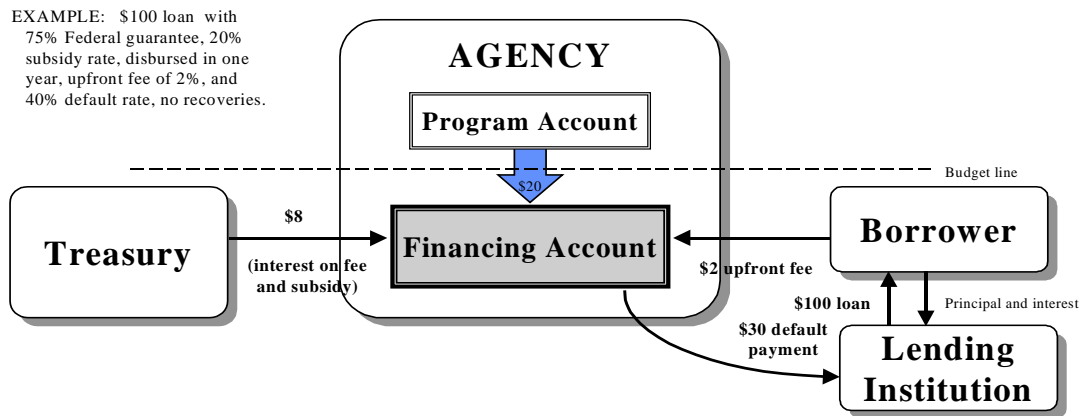 EXAMPLE: $100 loan with
75% Federal guarantee, 20%
subsidy rate, disbursed in one
year, upfront fee of 2%, and
40% default rate, no recoveries.
AGENCY
Program Account
$20
Budget line
Treasury
$8
(interest on fee
and subsidy)
Financing Account
$2 upfront fee
Borrower
$100 loan
Principal and interest
$30 default
payment
Lending
Institution